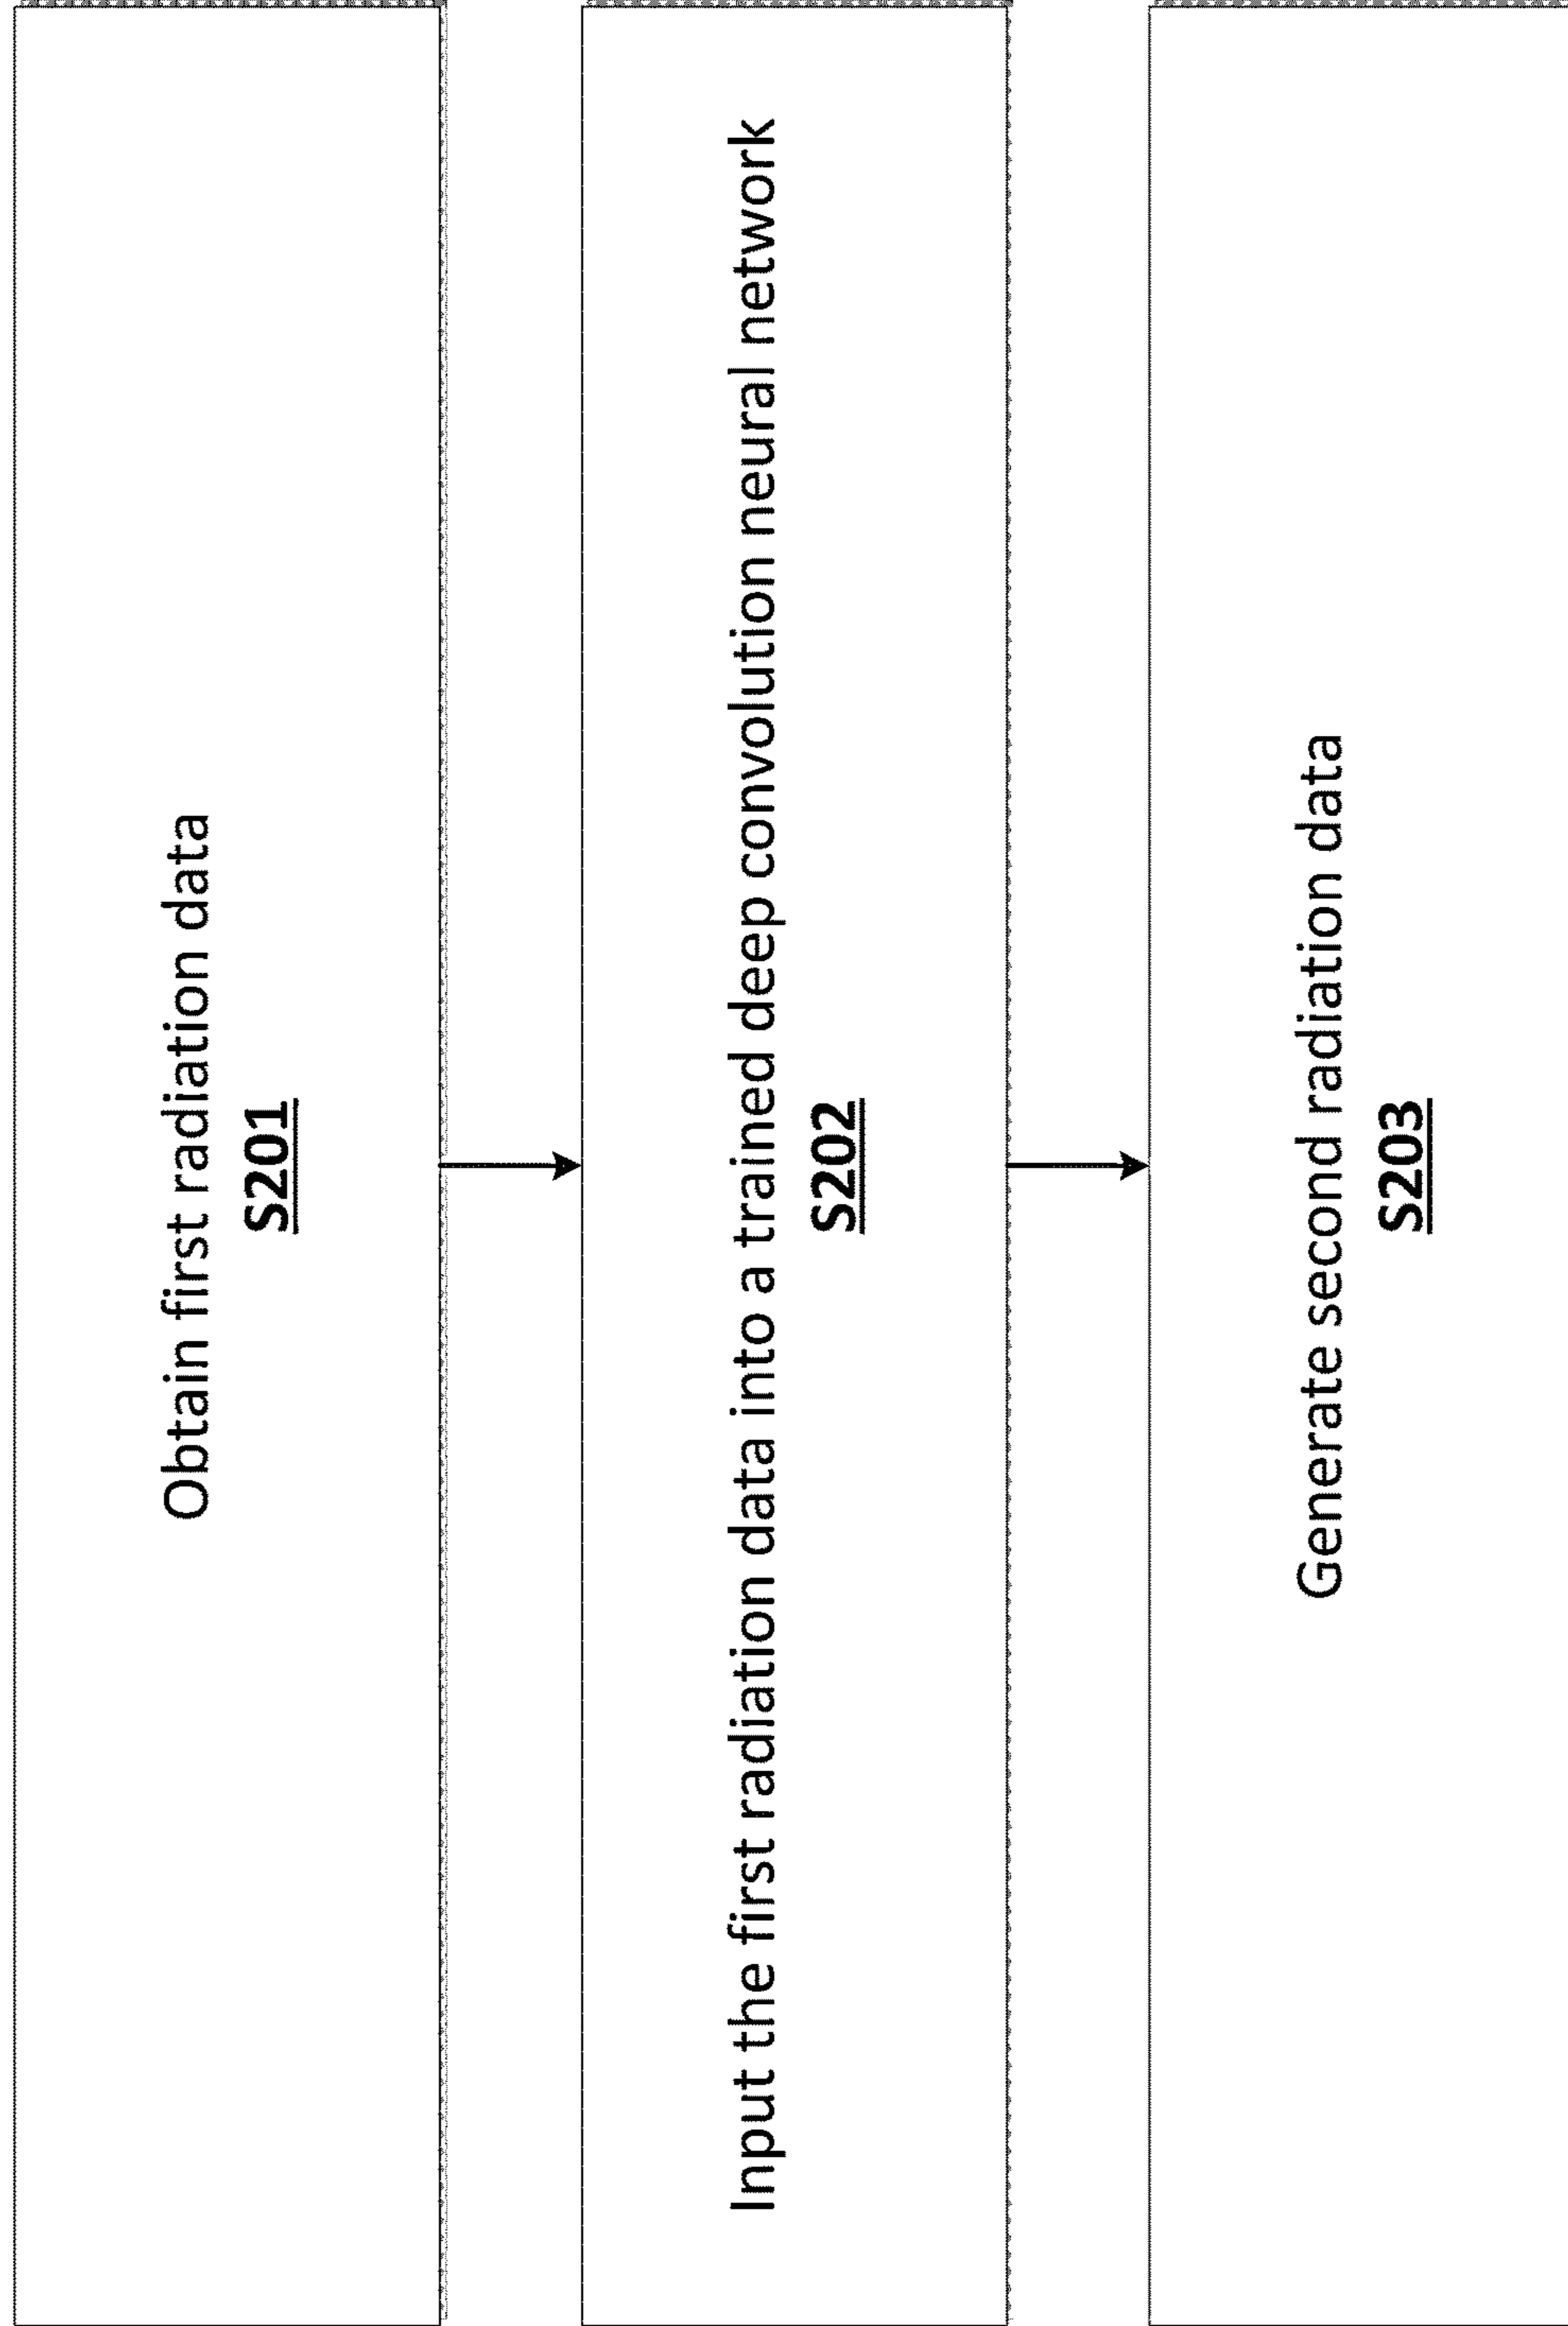 Obtain first radiation data
S201
Input the first radiation data into a trained deep convolution neural network
S202
Generate second radiation data
S203